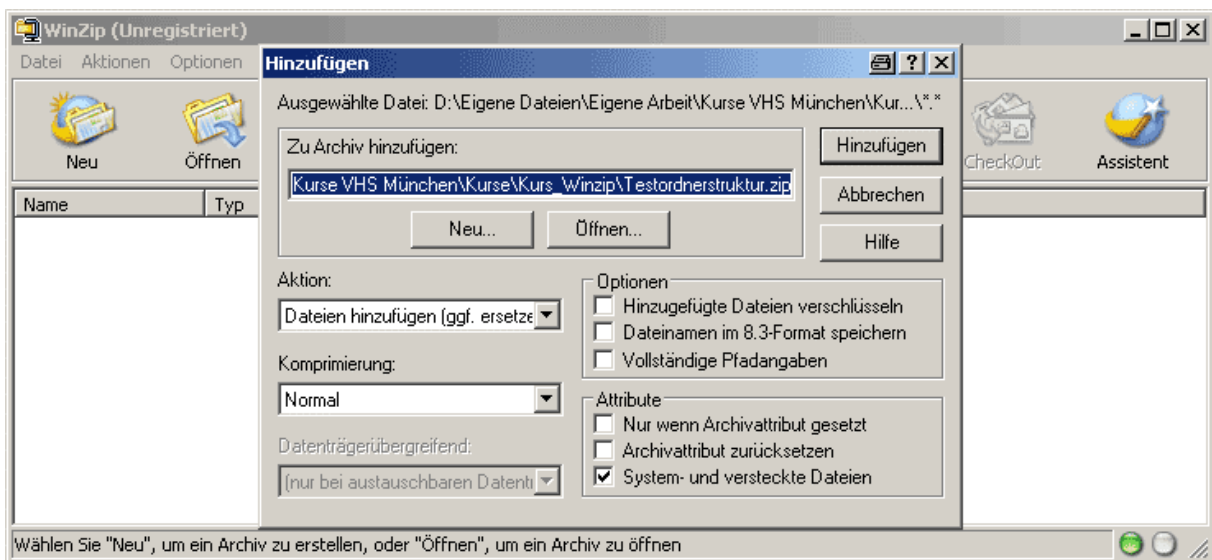 WinZip (Unregistriert)
Datei Aktionen Optionen
Neu
Öffnen
CheckOut
Assistent
Name Typ
Hinzufügen
Ausgewählte Datei: D:\Eigene Dateien\Eigene Arbeit\Kurse VHS München\Kur...\*.*
Zu Archiv hinzufügen:
Kurse VHS München\Kurse\Kurs_Winzip\Testordnerstruktur.zip
Neu... Öffnen...
Hinzufügen
Abbrechen
Hilfe
Aktion:
Dateien hinzufügen (ggf. ersetze
Komprimierung:
Normal
Datenträgerübergreifend:
(nur bei austauschbaren Datent
Optionen
Hinzugefügte Dateien verschlüsseln
Dateinamen im 8.3-Format speichern
Vollständige Pfadangaben
Attribute
Nur wenn Archivattribut gesetzt
Archivattribut zurücksetzen
System- und versteckte Dateien
Wählen Sie "Neu", um ein Archiv zu erstellen, oder "Öffnen", um ein Archiv zu öffnen